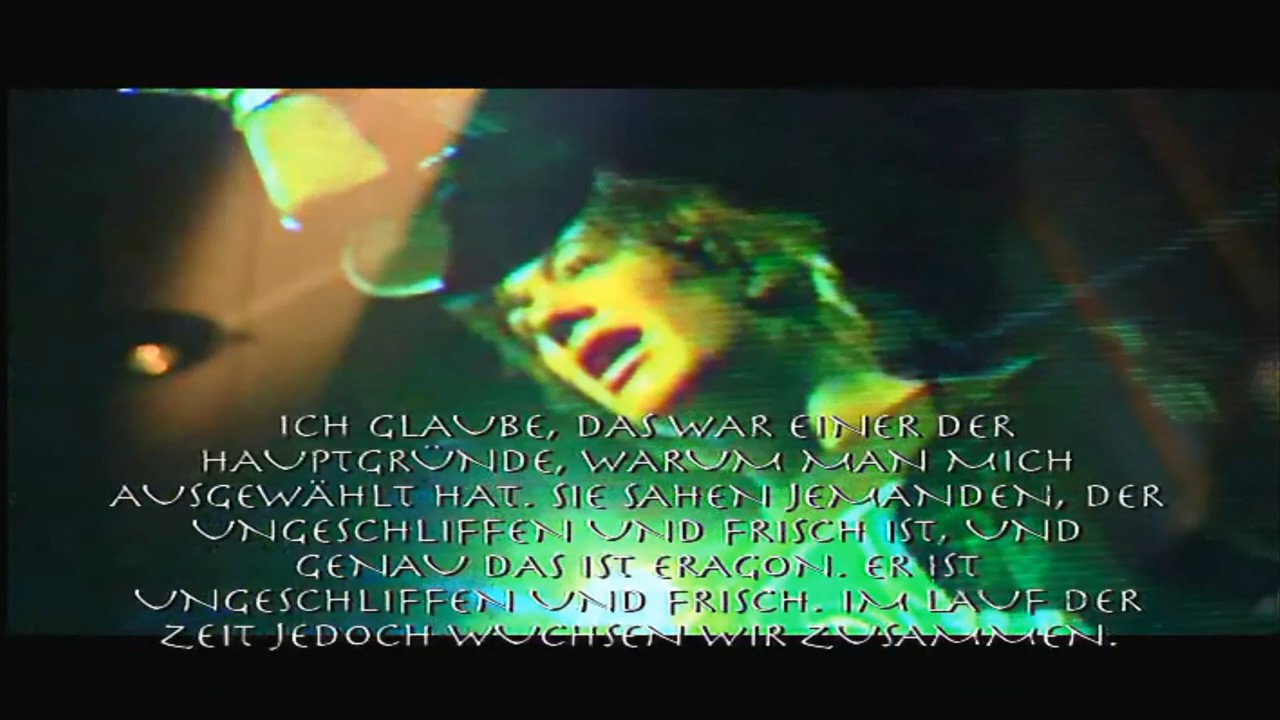 ICH GLAUBE, DAS WAR EINER DER
HAUPTGRÜNDE, WARUM MAN MICH
AUSGEWÄHLT HAT. SIE SAHEN JEMANDEN, DER
UNGESCHLIFFEN UND FRISCH IST, UND
GENAU DAS IST ERAGON. ER IST
UNGESCHLIFFEN UND FRISCH. IM LAUF DER
ZEIT JEDOCH WUCHSEN WIR ZUSAMMEN.